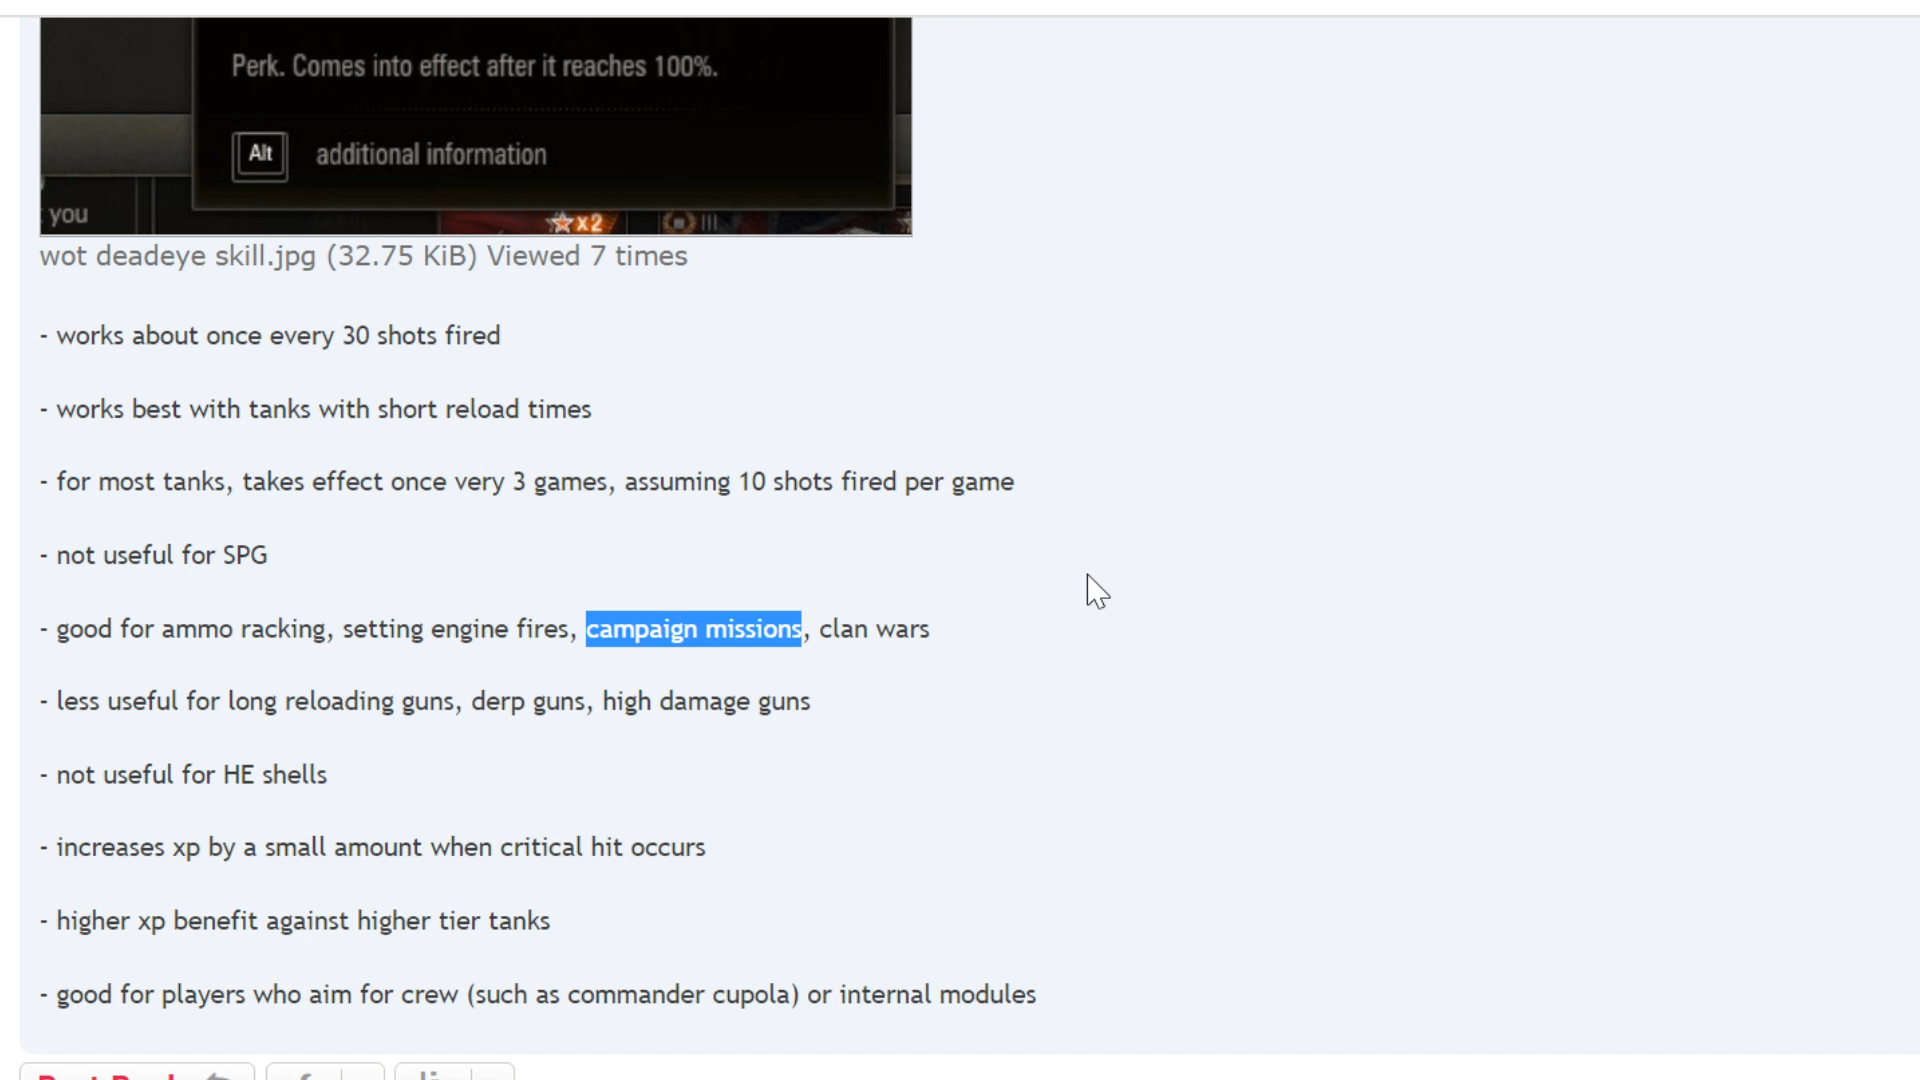 Perk. Comes into effect after it reaches 100%.
Alt additional information
you
x2 III
wot deadeye skill.jpg (32.75 KiB) Viewed 7 times
- works about once every 30 shots fired
- works best with tanks with short reload times
- for most tanks, takes effect once very 3 games, assuming 10 shots fired per game
- not useful for SPG
- good for ammo racking, setting engine fires, campaign missions, clan wars
- less useful for long reloading guns, derp guns, high damage guns
- not useful for HE shells
- increases xp by a small amount when critical hit occurs
- higher xp benefit against higher tier tanks
- good for players who aim for crew (such as commander cupola) or internal modules